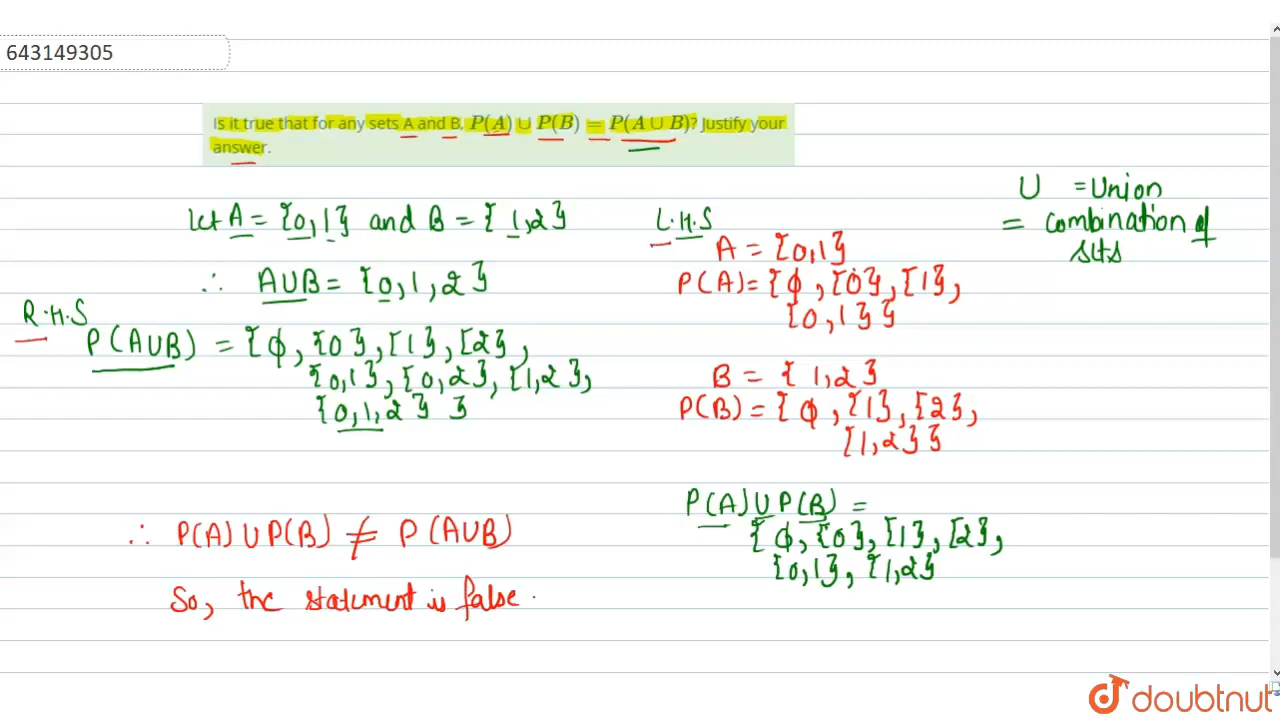 643149305
Is it true that for any sets A and B, P(A) ∪ P(B) = P(A ∪ B)? Justify your
answer.
let A = {0,1} and B = {1,2}
∴ A∪B = {0,1,2}
R.H.S
P(A∪B) = {ϕ, {0}, {1}, {2},
{0,1}, {0,2}, {1,2},
{0,1,2} }
∴ P(A)∪P(B) ≠ P(A∪B)
So, the statement is false.
L.H.S
A = {0,1}
P(A) = {ϕ, {0}, {1},
{0,1}}
B = {1,2}
P(B) = {ϕ, {1}, {2},
{1,2}}
P(A)∪P(B) =
{ϕ, {0}, {1}, {2},
{0,1}, {1,2}
∪ = Union
= combination of
sets
doubtnut